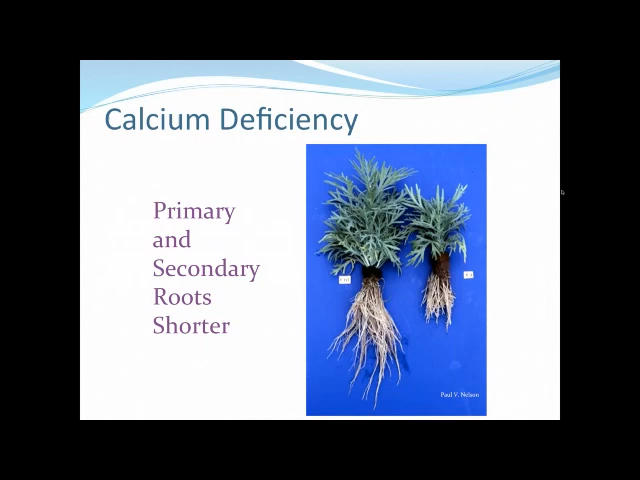 Calcium Deficiency
Primary
and
Secondary
Roots
Shorter
Paul V. Nelson